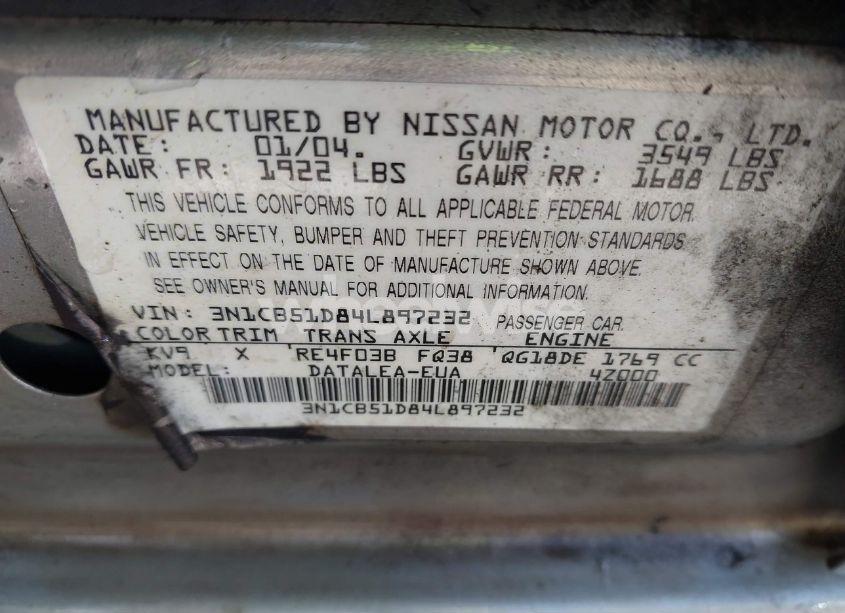 MANUFACTURED BY NISSAN MOTOR CO., LTD.
DATE: 01/04. GVWR: 3549 LBS
GAWR FR: 1922 LBS GAWR RR: 1688 LBS
THIS VEHICLE CONFORMS TO ALL APPLICABLE FEDERAL MOTOR
VEHICLE SAFETY, BUMPER AND THEFT PREVENTION STANDARDS
IN EFFECT ON THE DATE OF MANUFACTURE SHOWN ABOVE.
SEE OWNER'S MANUAL FOR ADDITIONAL INFORMATION.
VIN: 3N1CB51D84L897232 PASSENGER CAR.
COLOR TRIM TRANS AXLE ENGINE
KV9 X RE4F03B FQ38 QG18DE 1769 CC
MODEL: DATALEA-EUA 4Z000
3N1CB51D84L897232